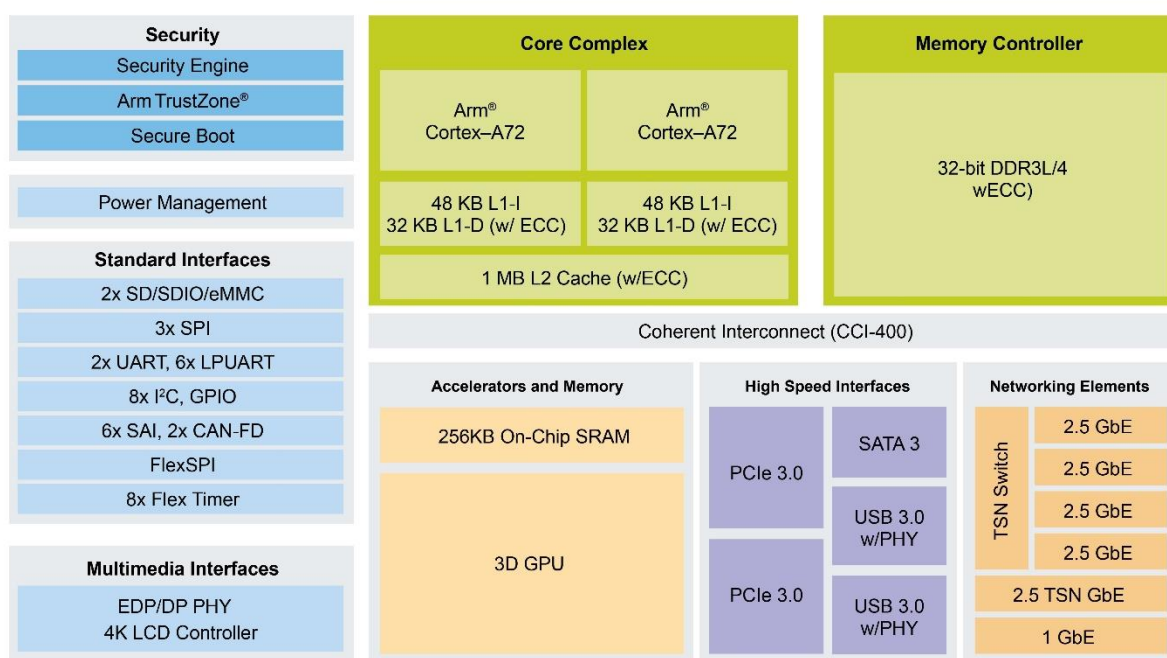 Security
Security Engine
Arm TrustZone®
Secure Boot
Power Management
Standard Interfaces
2x SD/SDIO/eMMC
3x SPI
2x UART, 6x LPUART
8x I²C, GPIO
6x SAI, 2x CAN-FD
FlexSPI
8x Flex Timer
Multimedia Interfaces
EDP/DP PHY
4K LCD Controller
Core Complex
Arm®
Cortex–A72
Arm®
Cortex–A72
48 KB L1-I
32 KB L1-D (w/ ECC)
48 KB L1-I
32 KB L1-D (w/ ECC)
1 MB L2 Cache (w/ECC)
Memory Controller
32-bit DDR3L/4
wECC)
Coherent Interconnect (CCI-400)
Accelerators and Memory
256KB On-Chip SRAM
3D GPU
High Speed Interfaces
PCIe 3.0
PCIe 3.0
SATA 3
USB 3.0
w/PHY
USB 3.0
w/PHY
Networking Elements
TSN Switch
2.5 GbE
2.5 GbE
2.5 GbE
2.5 GbE
2.5 TSN GbE
1 GbE